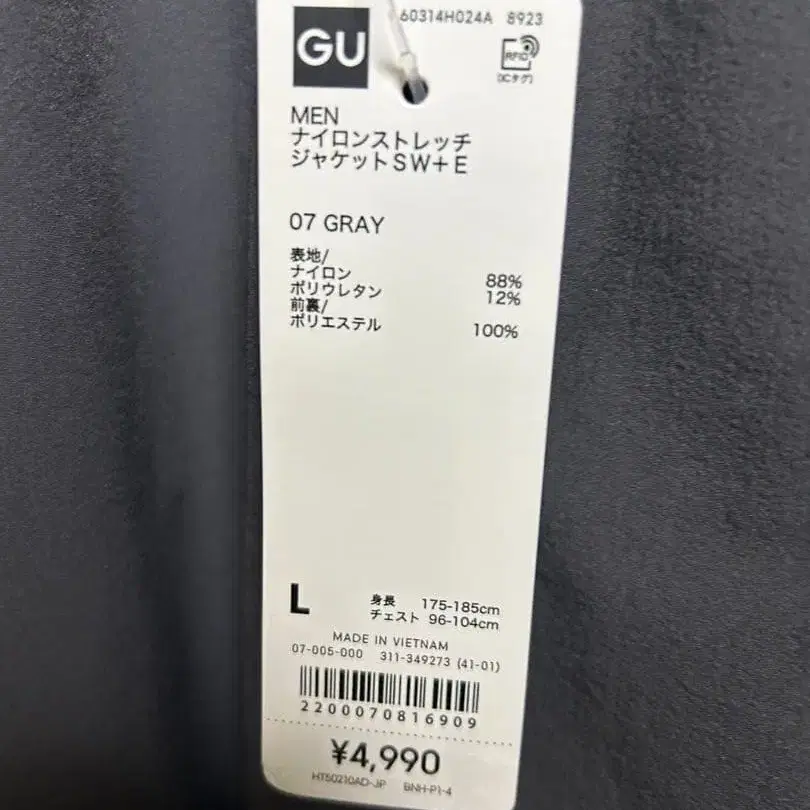 GU
60314H024A 8923
RFID
(ICタグ)
MEN
ナイロンストレッチ
ジャケットSW+E
07 GRAY
表地/
ナイロン 88%
ポリウレタン 12%
前裏/
ポリエステル 100%
L 身長 175-185cm
チェスト 96-104cm
MADE IN VIETNAM
07-005-000 311-349273 (41-01)
2200070816909
¥4,990
HT50210AD-JP BNH-P1-4